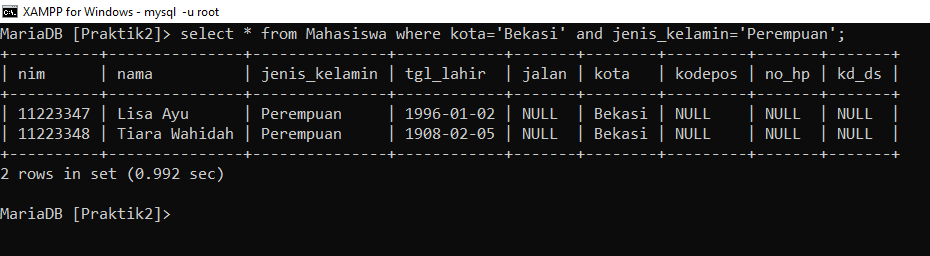 XAMPP for Windows - mysql  -u root
MariaDB [Praktik2]> select * from Mahasiswa where kota='Bekasi' and jenis_kelamin='Perempuan';
+----------+---------------+---------------+------------+-------+--------+---------+-------+-------+
| nim      | nama          | jenis_kelamin | tgl_lahir  | jalan | kota   | kodepos | no_hp | kd_ds |
+----------+---------------+---------------+------------+-------+--------+---------+-------+-------+
| 11223347 | Lisa Ayu      | Perempuan     | 1996-01-02 | NULL  | Bekasi | NULL    | NULL  | NULL  |
| 11223348 | Tiara Wahidah | Perempuan     | 1908-02-05 | NULL  | Bekasi | NULL    | NULL  | NULL  |
+----------+---------------+---------------+------------+-------+--------+---------+-------+-------+
2 rows in set (0.992 sec)
MariaDB [Praktik2]>